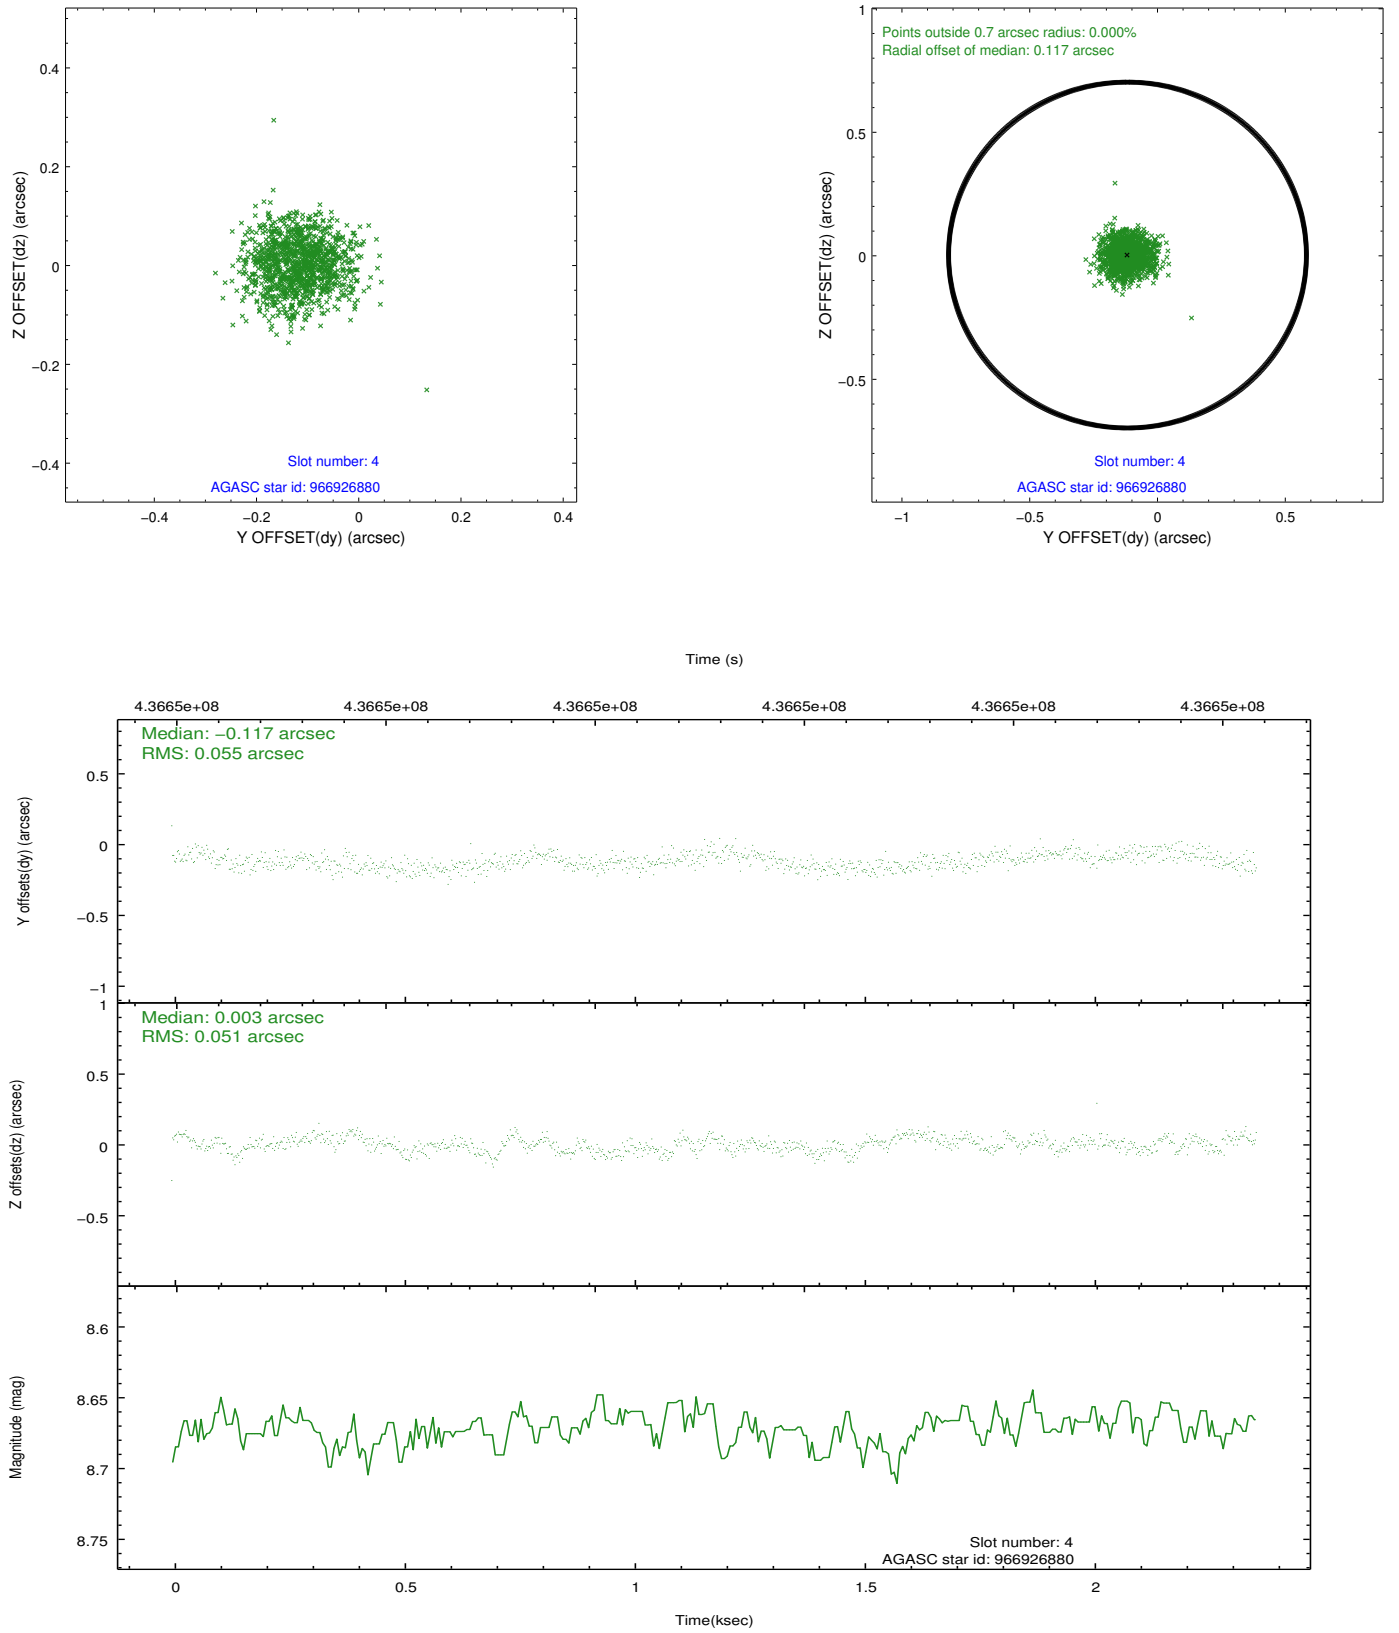 0.4
0.2
0
−0.2
−0.4
Z OFFSET(dz) (arcsec)
Slot number: 4
AGASC star id: 966926880
−0.4 −0.2 0 0.2 0.4
Y OFFSET(dy) (arcsec)
Points outside 0.7 arcsec radius: 0.000%
Radial offset of median: 0.117 arcsec
1
0.5
0
−0.5
Z OFFSET(dz) (arcsec)
Slot number: 4
AGASC star id: 966926880
−1 −0.5 0 0.5
Y OFFSET(dy) (arcsec)
Time (s)
4.3665e+08 4.3665e+08 4.3665e+08 4.3665e+08 4.3665e+08 4.3665e+08
Median: −0.117 arcsec
RMS: 0.055 arcsec
0.5
0
−0.5
−1
Y offsets(dy) (arcsec)
Median: 0.003 arcsec
RMS: 0.051 arcsec
1
0.5
0
−0.5
Z offsets(dz) (arcsec)
8.6
8.65
8.7
8.75
Magnitude (mag)
Slot number: 4
AGASC star id: 966926880
0 0.5 1 1.5 2
Time(ksec)